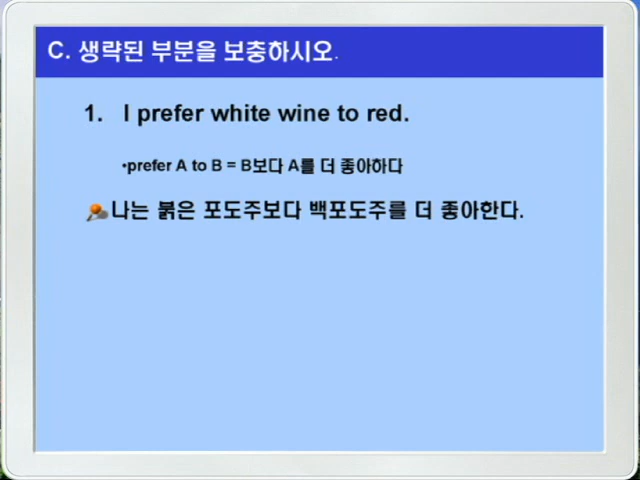 C. 생략된 부분을 보충하시오.
1. I prefer white wine to red.
•prefer A to B = B보다 A를 더 좋아하다
나는 붉은 포도주보다 백포도주를 더 좋아한다.